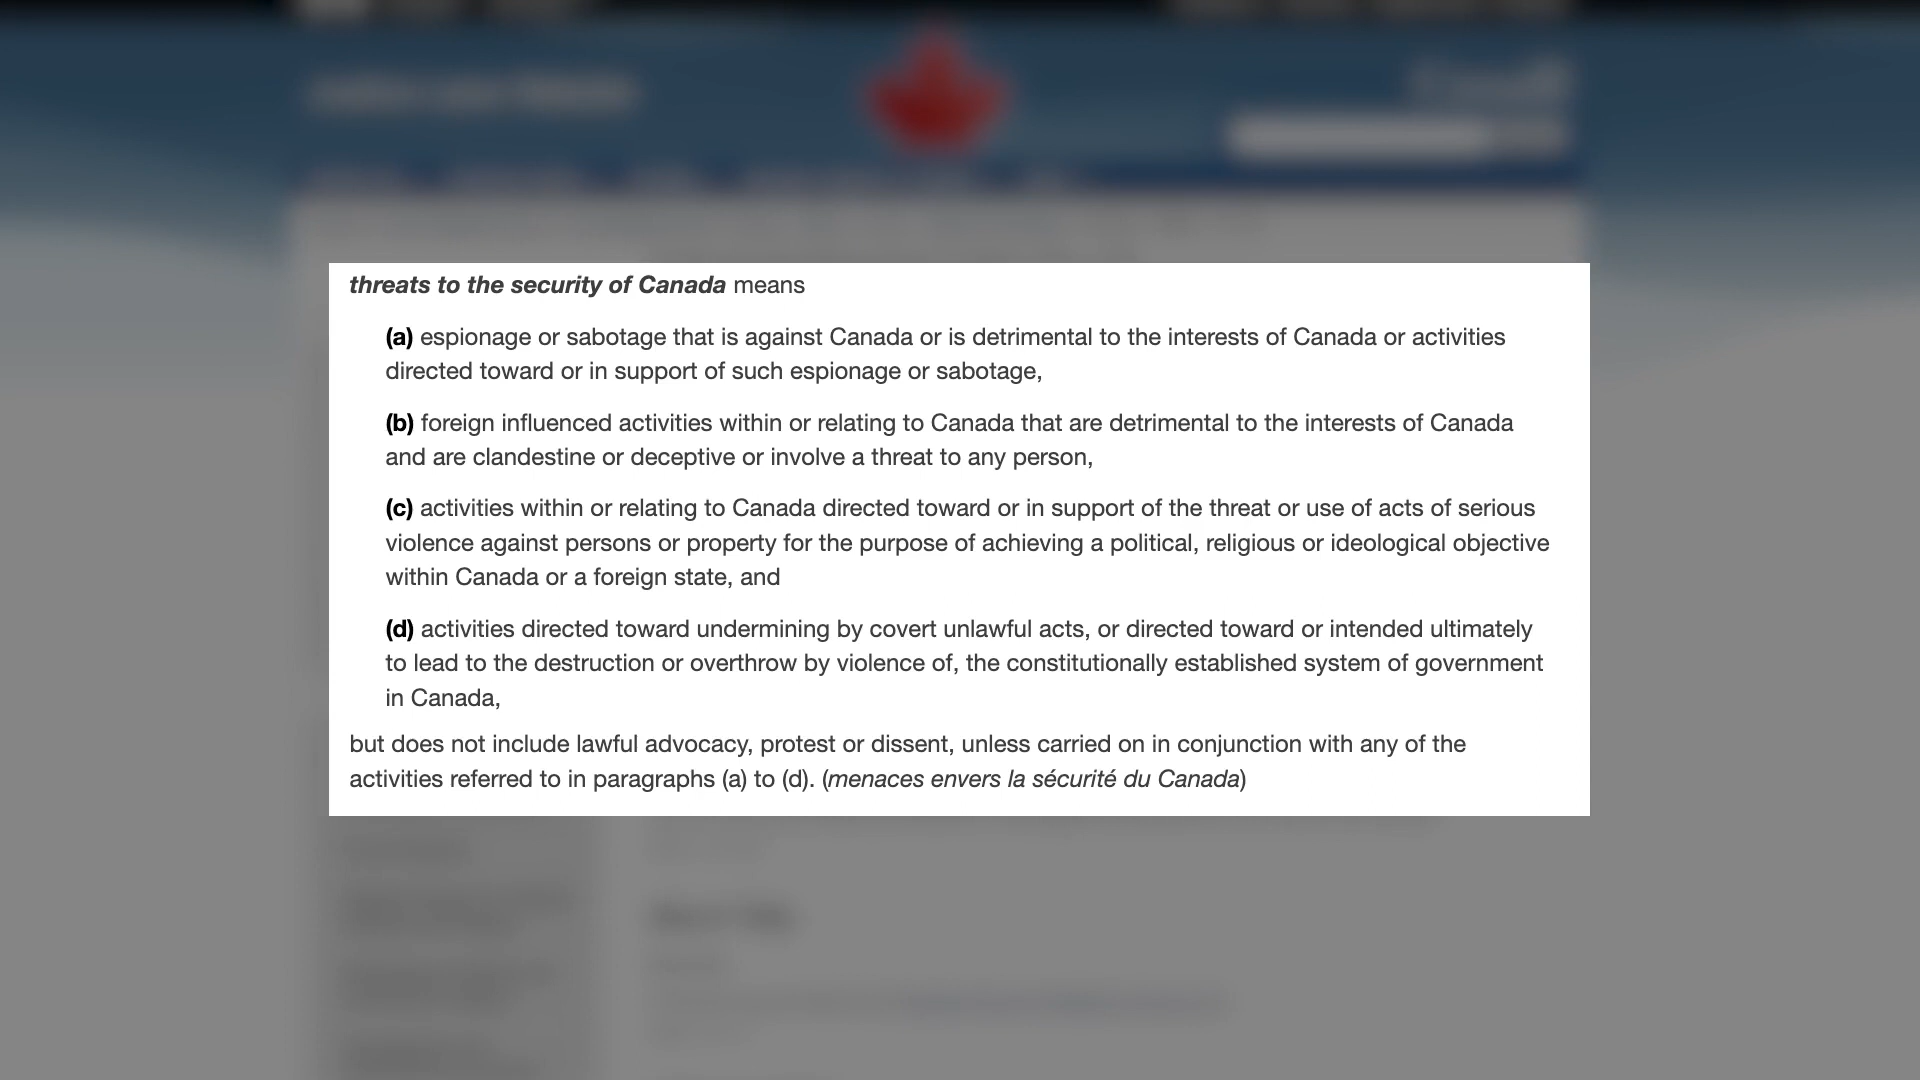 threats to the security of Canada means
(a) espionage or sabotage that is against Canada or is detrimental to the interests of Canada or activities
directed toward or in support of such espionage or sabotage,
(b) foreign influenced activities within or relating to Canada that are detrimental to the interests of Canada
and are clandestine or deceptive or involve a threat to any person,
(c) activities within or relating to Canada directed toward or in support of the threat or use of acts of serious
violence against persons or property for the purpose of achieving a political, religious or ideological objective
within Canada or a foreign state, and
(d) activities directed toward undermining by covert unlawful acts, or directed toward or intended ultimately
to lead to the destruction or overthrow by violence of, the constitutionally established system of government
in Canada,
but does not include lawful advocacy, protest or dissent, unless carried on in conjunction with any of the
activities referred to in paragraphs (a) to (d). (menaces envers la sécurité du Canada)